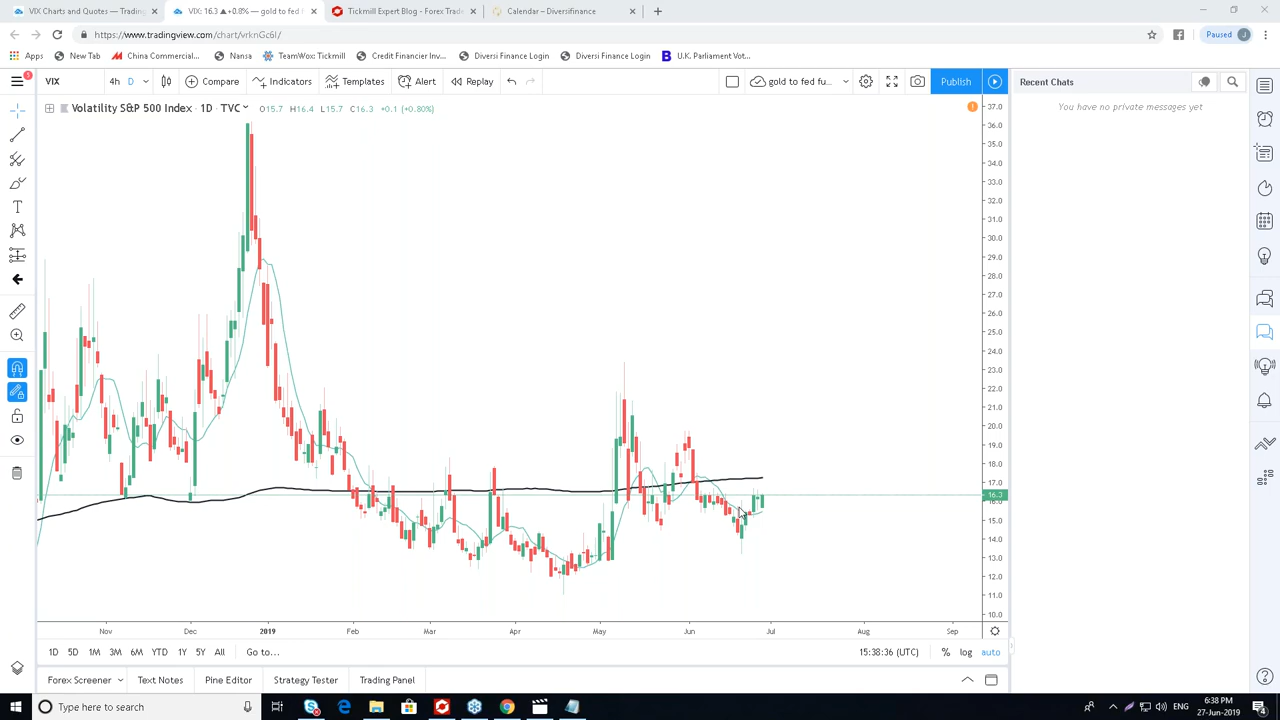 VIX Charts and Quotes — Trading
VIX: 16.3 ▲+0.8% — gold to fed f
Tickmill Expert Blog - Forex Trad
Calendar – Diversifinance
https://www.tradingview.com/chart/vrknGc6I/
Paused
J
Apps
New Tab
China Commercial...
Nansa
TeamWox: Tickmill
Credit Financier Inv...
Diversi Finance Login
Diversi Finance Login
U.K. Parliament Vot...
1
VIX
4h
D
Compare
Indicators
Templates
Alert
Replay
gold to fed fu...
Publish
Recent Chats
You have no private messages yet
Volatility S&P 500 Index · 1D · TVC
O15.7 H16.4 L15.7 C16.3 +0.1 (+0.80%)
37.0
36.0
35.0
34.0
33.0
32.0
31.0
30.0
29.0
28.0
27.0
26.0
25.0
24.0
23.0
22.0
21.0
20.0
19.0
18.0
17.0
16.3
16.0
15.0
14.0
13.0
12.0
11.0
10.0
Nov
Dec
2019
Feb
Mar
Apr
May
Jun
Jul
Aug
Sep
1D 5D 1M 3M 6M YTD 1Y 5Y All
Go to...
15:38:36 (UTC)
% log auto
Forex Screener
Text Notes
Pine Editor
Strategy Tester
Trading Panel
Type here to search
ENG
6:38 PM
27-Jun-2019
4